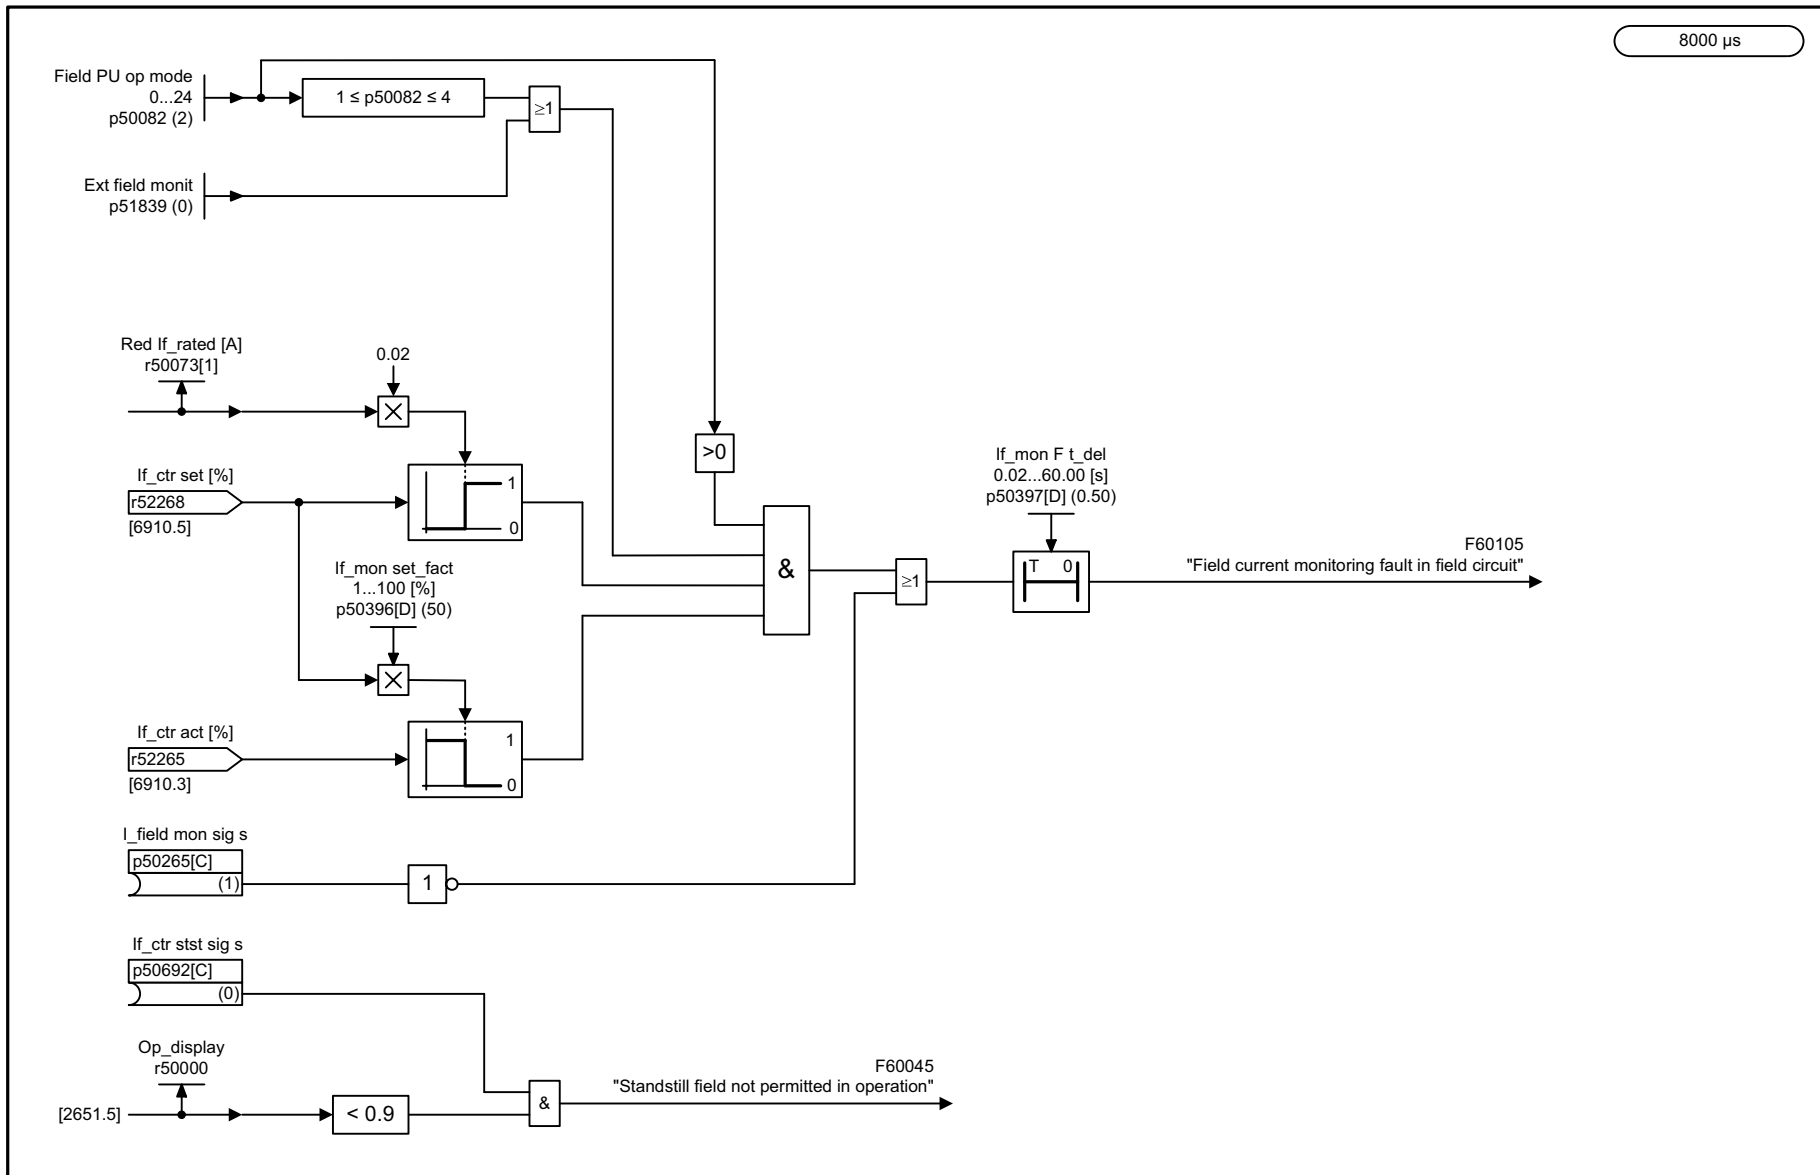 8000 µs
Field PU op mode
0...24
p50082 (2)
1 ≤ p50082 ≤ 4
≥1
Ext field monit
p51839 (0)
Red If_rated [A]
r50073[1]
0.02
>0
If_ctr set [%]
r52268
[6910.5]
1
0
If_mon set_fact
1...100 [%]
p50396[D] (50)
&
≥1
If_mon F t_del
0.02...60.00 [s]
p50397[D] (0.50)
T 0
F60105
"Field current monitoring fault in field circuit"
If_ctr act [%]
r52265
[6910.3]
1
0
I_field mon sig s
p50265[C]
(1)
1
If_ctr stst sig s
p50692[C]
(0)
Op_display
r50000
[2651.5]
< 0.9
&
F60045
"Standstill field not permitted in operation"